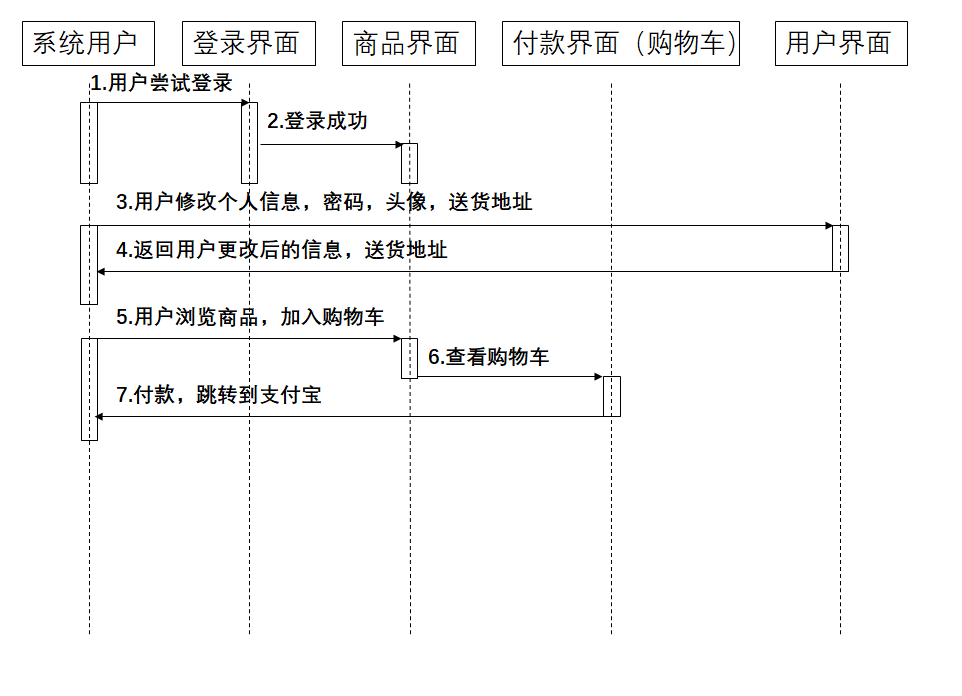 系统用户
登录界面
商品界面
付款界面（购物车）
用户界面
1.用户尝试登录
2.登录成功
3.用户修改个人信息，密码，头像，送货地址
4.返回用户更改后的信息，送货地址
5.用户浏览商品，加入购物车
6.查看购物车
7.付款，跳转到支付宝